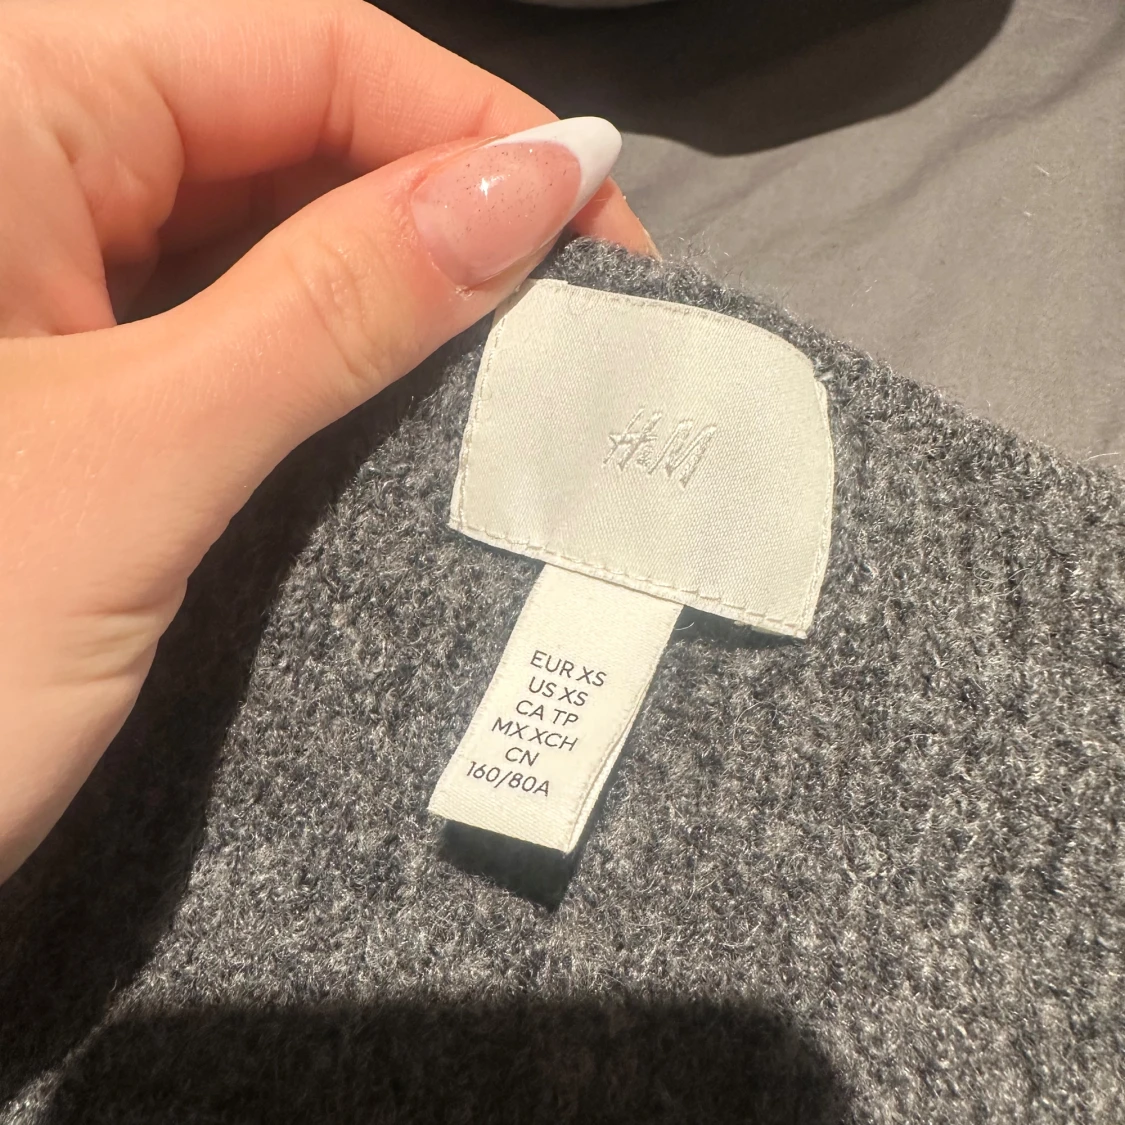 H&M
EUR XS
US XS
CA TP
MX XCH
CN
160/80A